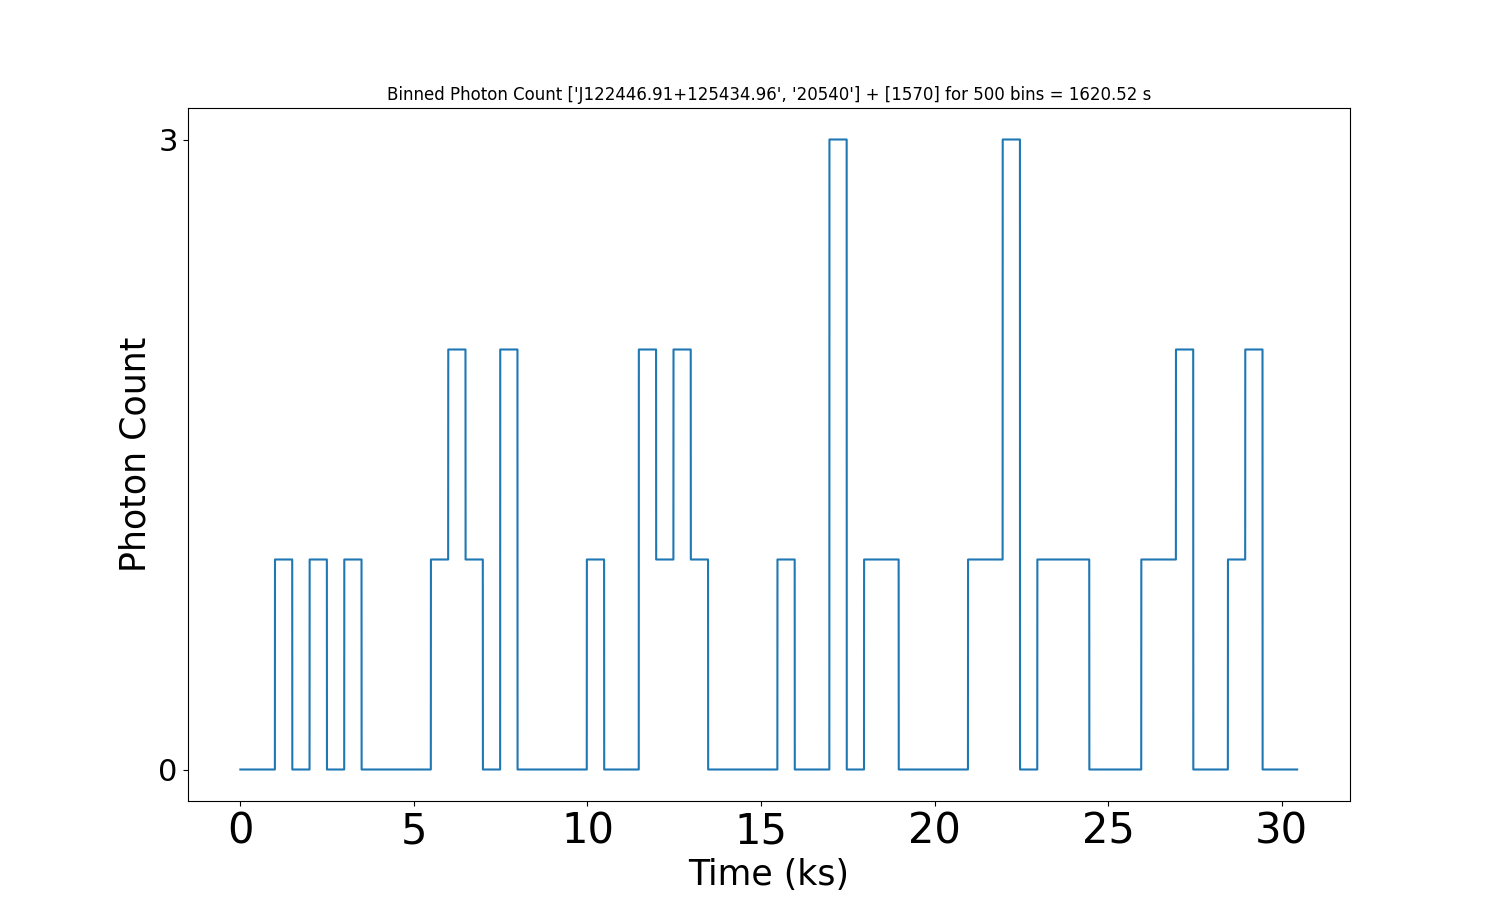 Binned Photon Count ['J122446.91+125434.96', '20540'] + [1570] for 500 bins = 1620.52 s
3
Photon Count
0
0 5 10 15 20 25 30
Time (ks)